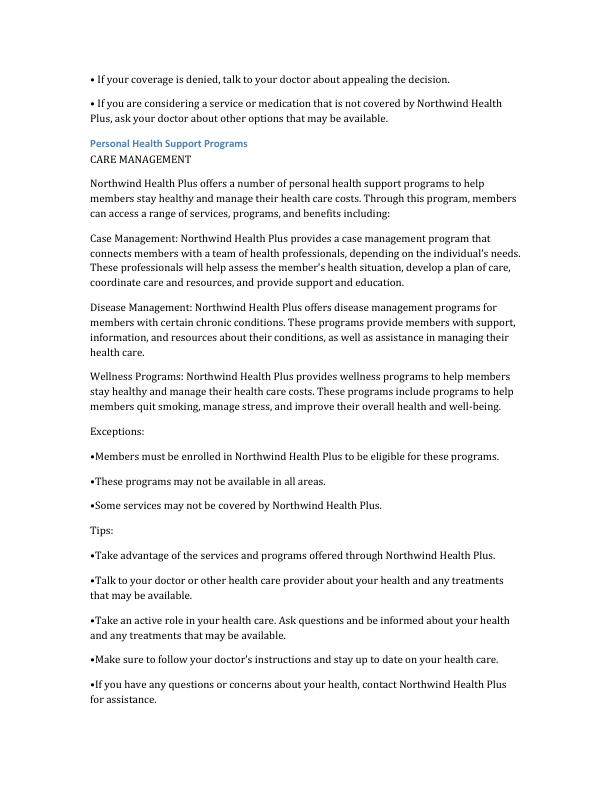 • If your coverage is denied, talk to your doctor about appealing the decision.
• If you are considering a service or medication that is not covered by Northwind Health
Plus, ask your doctor about other options that may be available.
Personal Health Support Programs
CARE MANAGEMENT
Northwind Health Plus offers a number of personal health support programs to help
members stay healthy and manage their health care costs. Through this program, members
can access a range of services, programs, and benefits including:
Case Management: Northwind Health Plus provides a case management program that
connects members with a team of health professionals, depending on the individual's needs.
These professionals will help assess the member's health situation, develop a plan of care,
coordinate care and resources, and provide support and education.
Disease Management: Northwind Health Plus offers disease management programs for
members with certain chronic conditions. These programs provide members with support,
information, and resources about their conditions, as well as assistance in managing their
health care.
Wellness Programs: Northwind Health Plus provides wellness programs to help members
stay healthy and manage their health care costs. These programs include programs to help
members quit smoking, manage stress, and improve their overall health and well-being.
Exceptions:
•Members must be enrolled in Northwind Health Plus to be eligible for these programs.
•These programs may not be available in all areas.
•Some services may not be covered by Northwind Health Plus.
Tips:
•Take advantage of the services and programs offered through Northwind Health Plus.
•Talk to your doctor or other health care provider about your health and any treatments
that may be available.
•Take an active role in your health care. Ask questions and be informed about your health
and any treatments that may be available.
•Make sure to follow your doctor's instructions and stay up to date on your health care.
•If you have any questions or concerns about your health, contact Northwind Health Plus
for assistance.